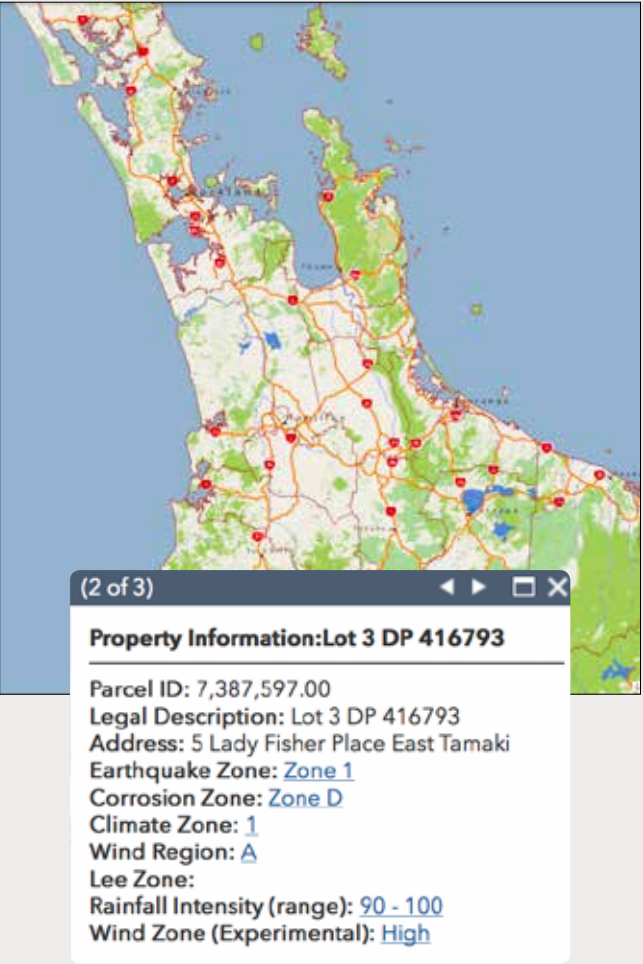 (2 of 3)
Property Information:Lot 3 DP 416793
Parcel ID: 7,387,597.00
Legal Description: Lot 3 DP 416793
Address: 5 Lady Fisher Place East Tamaki
Earthquake Zone: Zone 1
Corrosion Zone: Zone D
Climate Zone: 1
Wind Region: A
Lee Zone:
Rainfall Intensity (range): 90 - 100
Wind Zone (Experimental): High